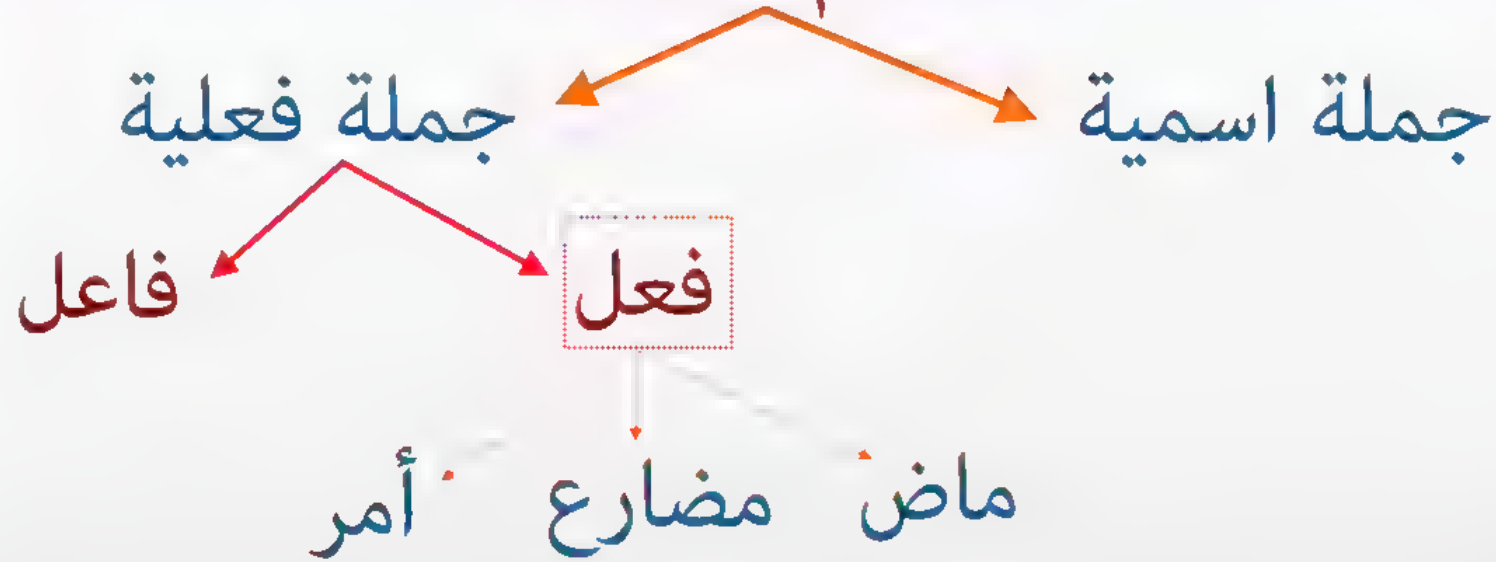 جملة اسمية جملة فعلية
فعل فاعل
ماض مضارع أمر